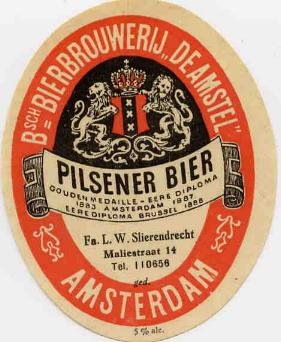 BSCH= BIERBROUWERIJ „DE AMSTEL"
PILSENER BIER
GOUDEN MEDAILLE - EERE DIPLOMA
1883 AMSTERDAM 1887
EERE DIPLOMA BRUSSEL 1888
Fa. L. W. Slierendrecht
Maliestraat 14
Tel. 110656
ged.
AMSTERDAM
5 % alc.